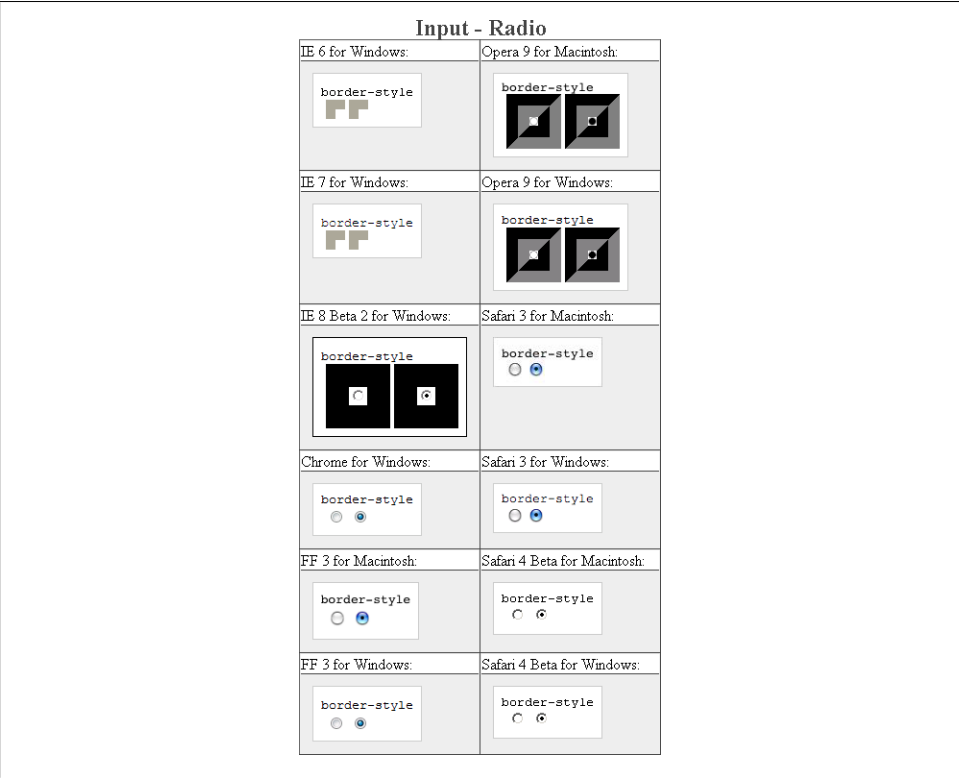 Input - Radio
IE 6 for Windows:
Opera 9 for Macintosh:
border-style
border-style
IE 7 for Windows:
Opera 9 for Windows:
border-style
border-style
IE 8 Beta 2 for Windows:
Safari 3 for Macintosh:
border-style
border-style
Chrome for Windows:
Safari 3 for Windows:
border-style
border-style
FF 3 for Macintosh:
Safari 4 Beta for Macintosh:
border-style
border-style
FF 3 for Windows:
Safari 4 Beta for Windows:
border-style
border-style